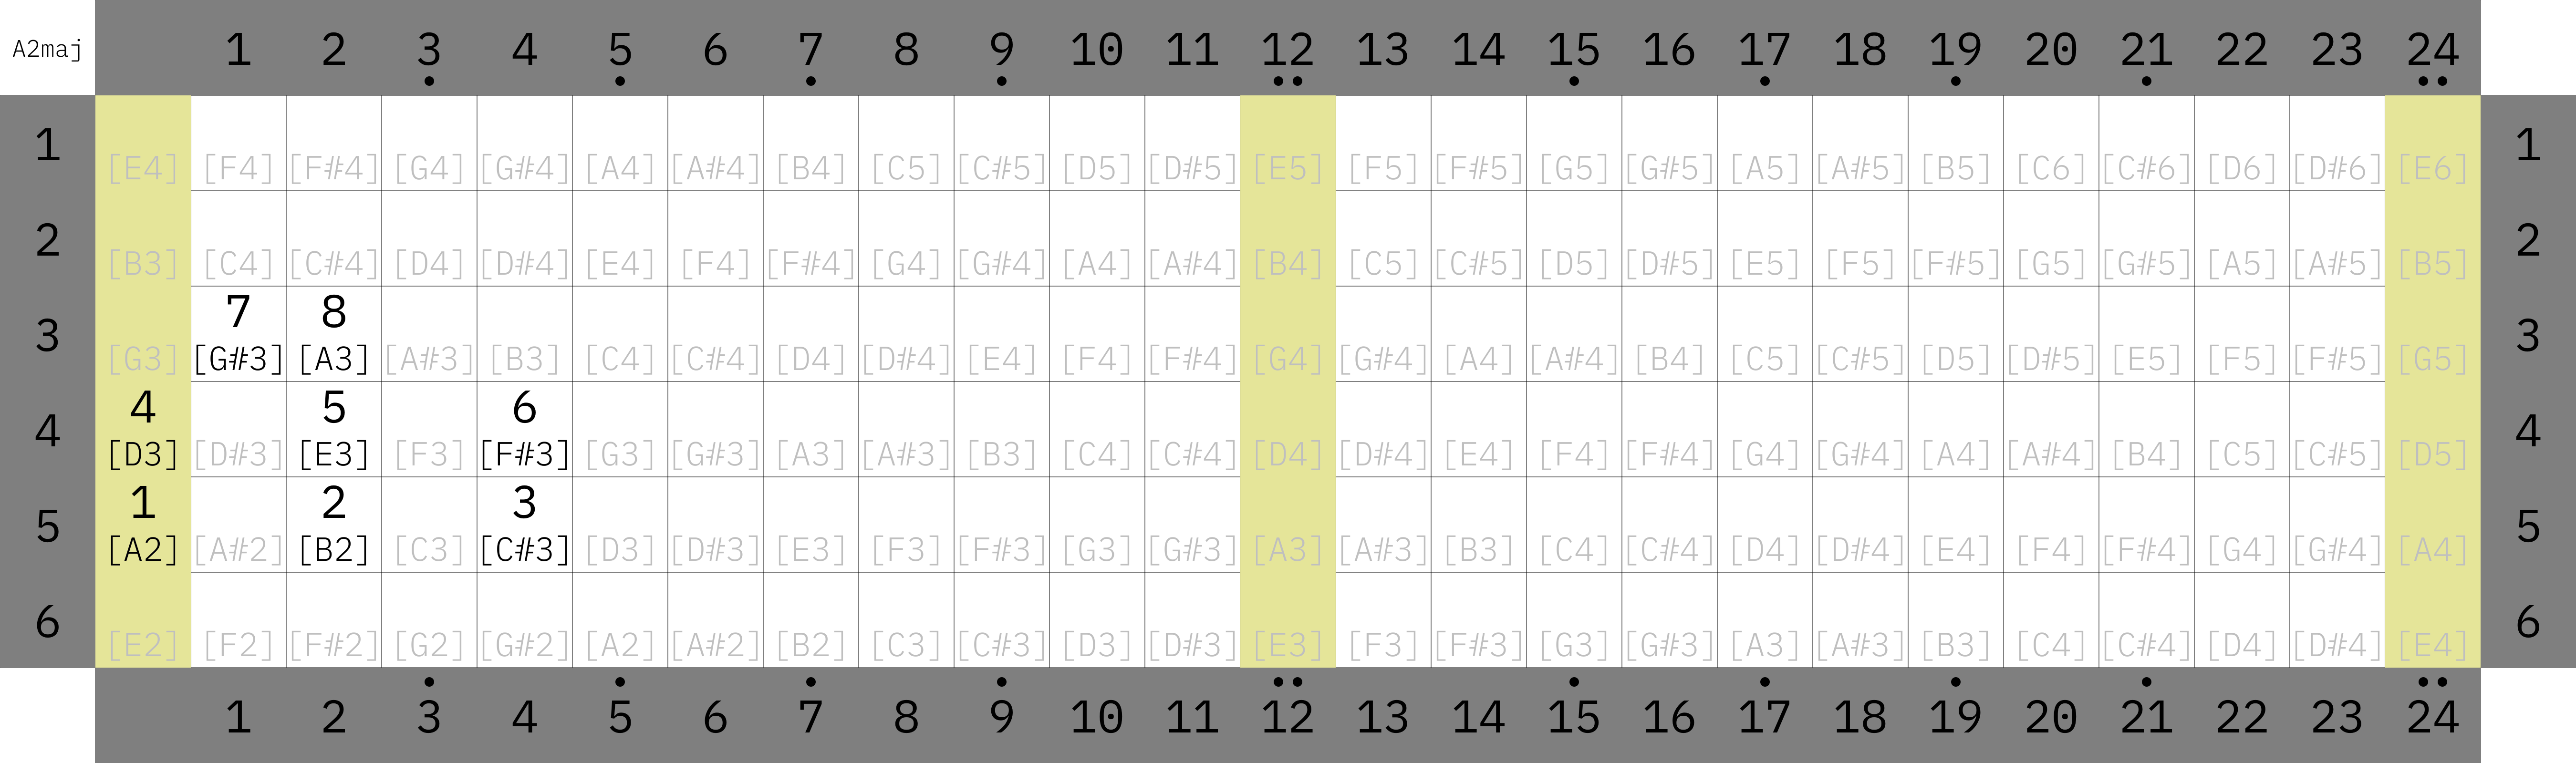 A2maj 1 2 3 4 5 6 7 8 9 10 11 12 13 14 15 16 17 18 19 20 21 22 23 24
1 [E4] [F4] [F#4] [G4] [G#4] [A4] [A#4] [B4] [C5] [C#5] [D5] [D#5] [E5] [F5] [F#5] [G5] [G#5] [A5] [A#5] [B5] [C6] [C#6] [D6] [D#6] [E6] 1
2 [B3] [C4] [C#4] [D4] [D#4] [E4] [F4] [F#4] [G4] [G#4] [A4] [A#4] [B4] [C5] [C#5] [D5] [D#5] [E5] [F5] [F#5] [G5] [G#5] [A5] [A#5] [B5] 2
7 8
3 [G3] [G#3] [A3] [A#3] [B3] [C4] [C#4] [D4] [D#4] [E4] [F4] [F#4] [G4] [G#4] [A4] [A#4] [B4] [C5] [C#5] [D5] [D#5] [E5] [F5] [F#5] [G5] 3
4 5 6
4 [D3] [D#3] [E3] [F3] [F#3] [G3] [G#3] [A3] [A#3] [B3] [C4] [C#4] [D4] [D#4] [E4] [F4] [F#4] [G4] [G#4] [A4] [A#4] [B4] [C5] [C#5] [D5] 4
1 2 3
5 [A2] [A#2] [B2] [C3] [C#3] [D3] [D#3] [E3] [F3] [F#3] [G3] [G#3] [A3] [A#3] [B3] [C4] [C#4] [D4] [D#4] [E4] [F4] [F#4] [G4] [G#4] [A4] 5
6 [E2] [F2] [F#2] [G2] [G#2] [A2] [A#2] [B2] [C3] [C#3] [D3] [D#3] [E3] [F3] [F#3] [G3] [G#3] [A3] [A#3] [B3] [C4] [C#4] [D4] [D#4] [E4] 6
1 2 3 4 5 6 7 8 9 10 11 12 13 14 15 16 17 18 19 20 21 22 23 24